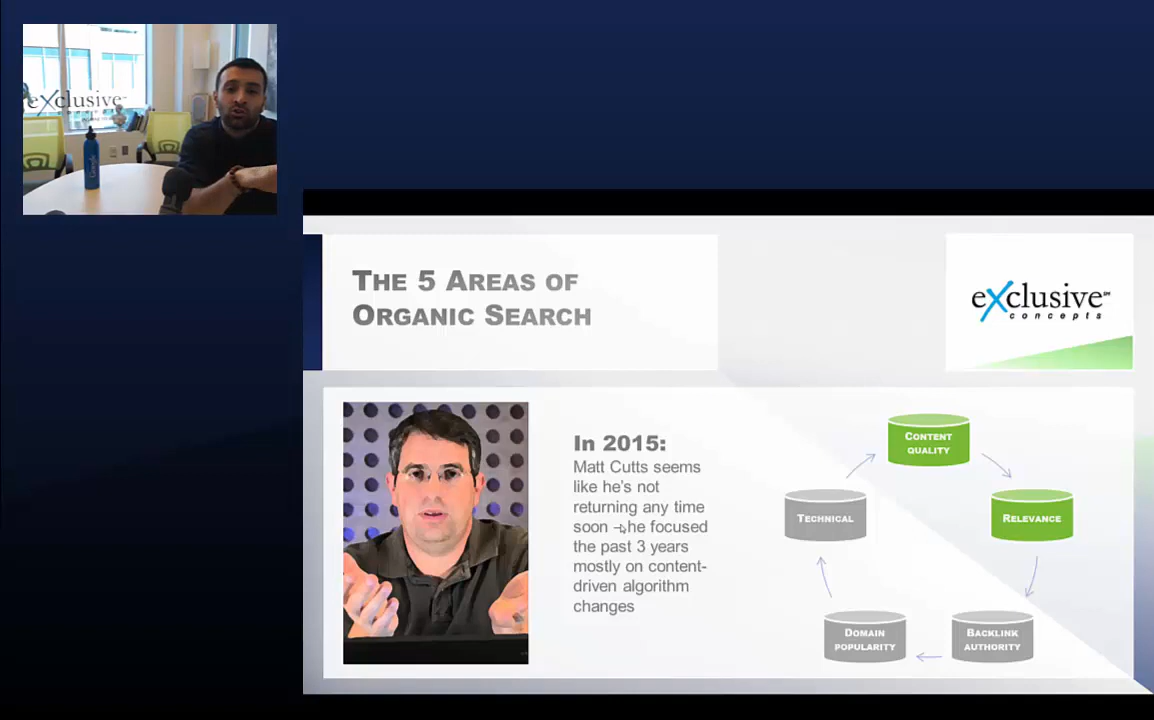 eXclusive
Google
THE 5 AREAS OF
ORGANIC SEARCH
eXclusive℠
concepts
In 2015:
Matt Cutts seems
like he's not
returning any time
soon – he focused
the past 3 years
mostly on content-
driven algorithm
changes
CONTENT
QUALITY
RELEVANCE
BACKLINK
AUTHORITY
DOMAIN
POPULARITY
TECHNICAL